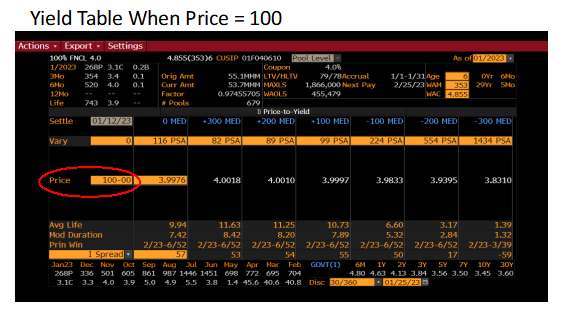 Yield Table When Price = 100
Actions Export Settings
100% FNCL 4.0 4.855(353)6 CUSIP 01F040610 Pool Level As of 01/2023
1/2023 268P 3.1C 0.2B Coupon 4.0%
3Mo 354 3.4 0.1 Orig Amt 55.1MMM LTV/HLTV 79/78 Accrual 1/1-1/31 Age 6 0Yr 6Mo
6Mo 520 4.0 0.1 Curr Amt 53.7MMM MAXLS 1,866,000 Next Pay 2/25/23 WAM 353 29Yr 5Mo
12Mo -- -- -- Factor 0.97455705 WAOLS 455,479 WAC 4.855
Life 743 3.9 -- # Pools 679
1) Price-to-Yield
Settle 01/12/23 0 MED +300 MED +200 MED +100 MED -100 MED -200 MED -300 MED
Vary 0 116 PSA 82 PSA 89 PSA 99 PSA 224 PSA 554 PSA 1434 PSA
Price 100-00 3.9976 4.0018 4.0010 3.9997 3.9833 3.9395 3.8310
Avg Life 9.94 11.63 11.25 10.73 6.60 3.17 1.39
Mod Duration 7.42 8.42 8.20 7.89 5.32 2.84 1.32
Prin Win 2/23-6/52 2/23-6/52 2/23-6/52 2/23-6/52 2/23-6/52 2/23-6/52 2/23-3/39
I Spread 57 53 54 55 50 17 -59
Jan23 Dec Nov Oct Sep Aug Jul Jun May Apr Mar Feb GOVT(I) 6M 1Y 2Y 3Y 5Y 7Y 10Y 30Y
268P 336 501 605 861 987 1446 1451 698 772 695 704 4.80 4.63 4.13 3.84 3.56 3.50 3.45 3.60
3.1C 3.3 4.0 3.9 5.0 4.9 5.5 3.8 1.4 45.6 40.6 40.8 Disc 30/360 01/25/23